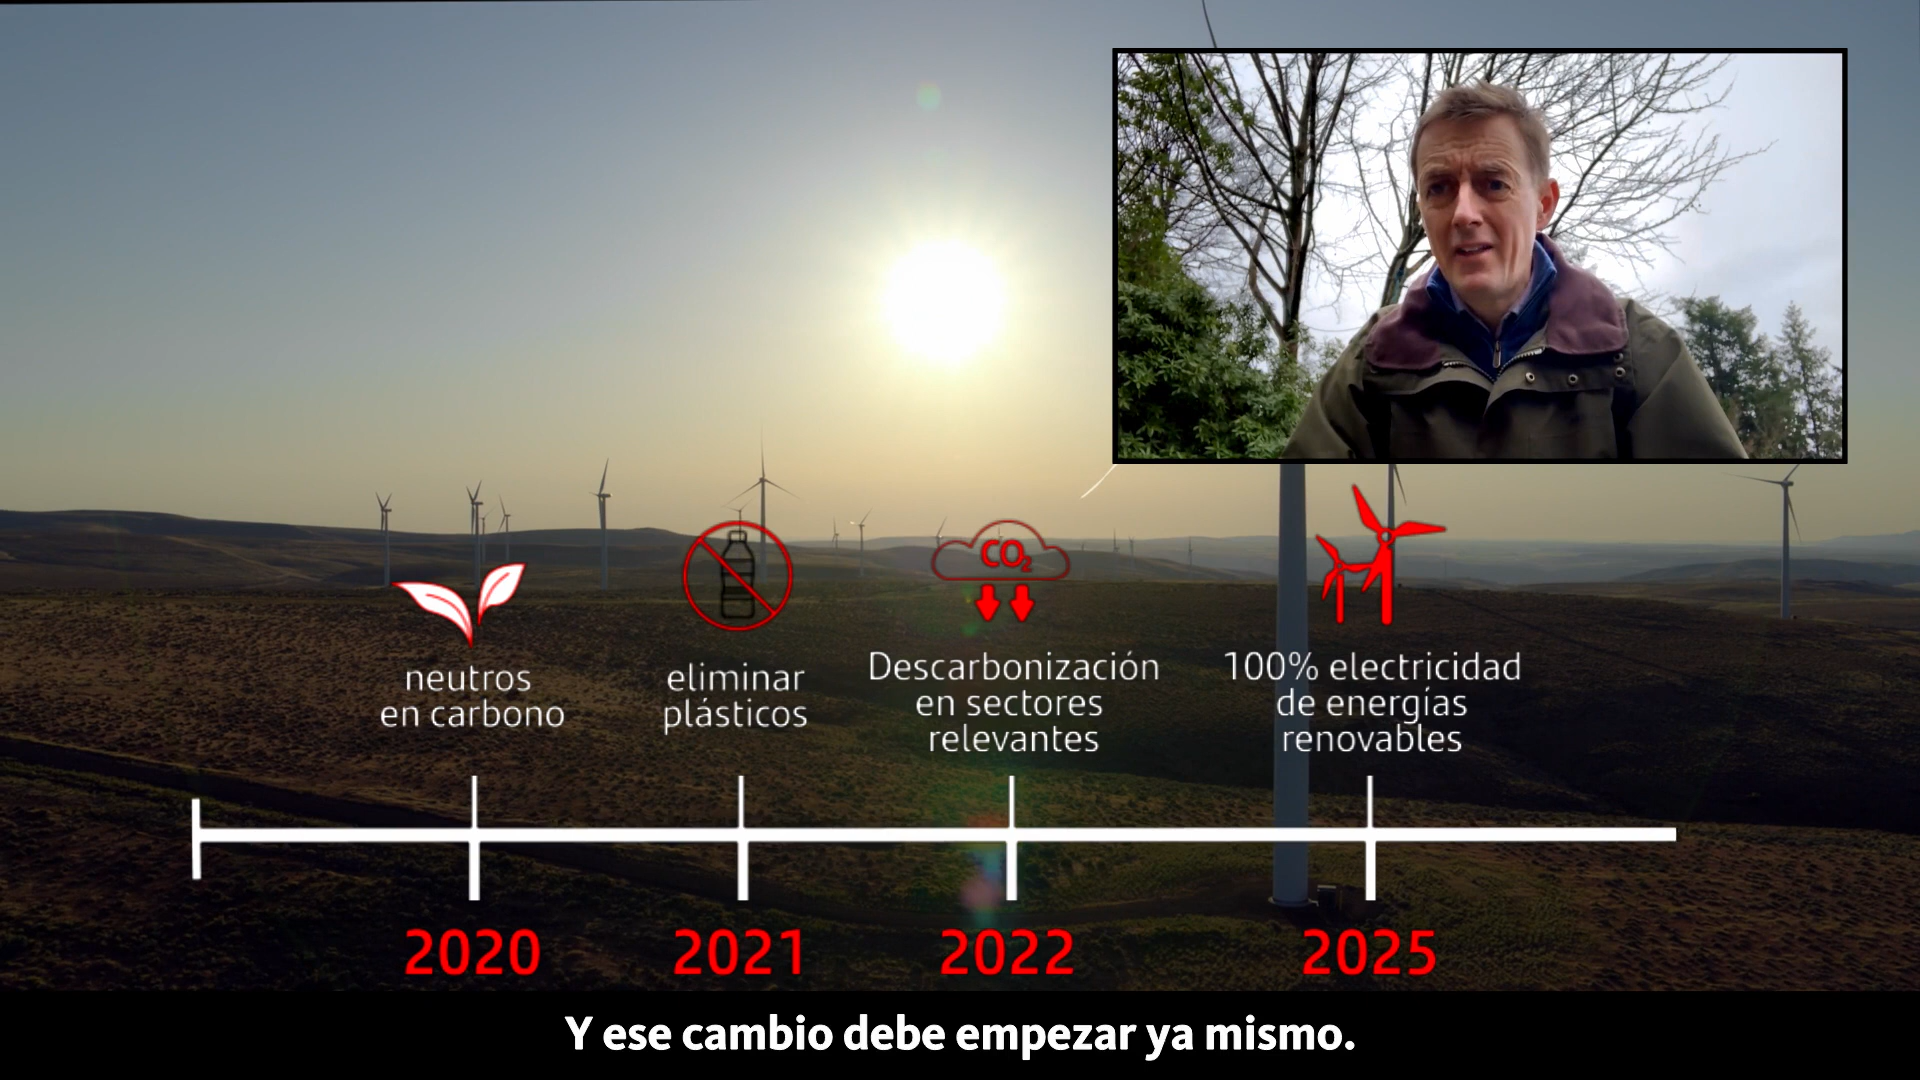 CO₂
neutros
en carbono
eliminar
plásticos
Descarbonización
en sectores
relevantes
100% electricidad
de energías
renovables
2020
2021
2022
2025
Y ese cambio debe empezar ya mismo.